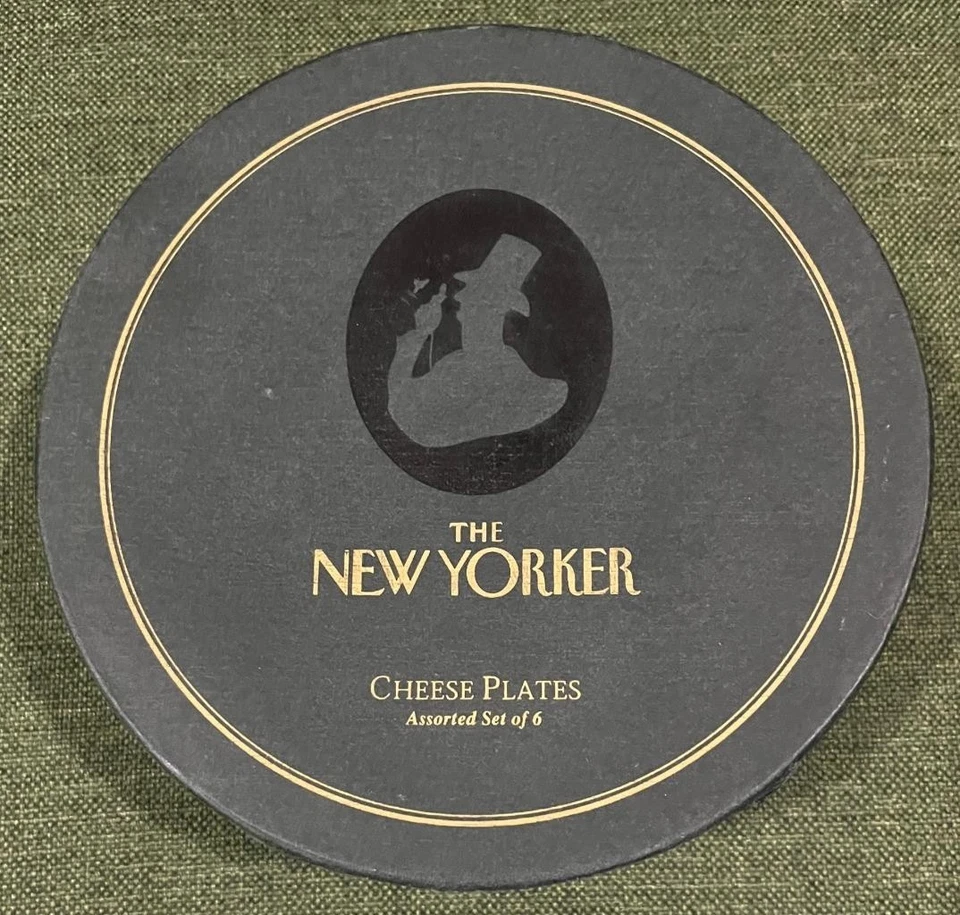 THE
NEW YORKER
CHEESE PLATES
Assorted Set of 6